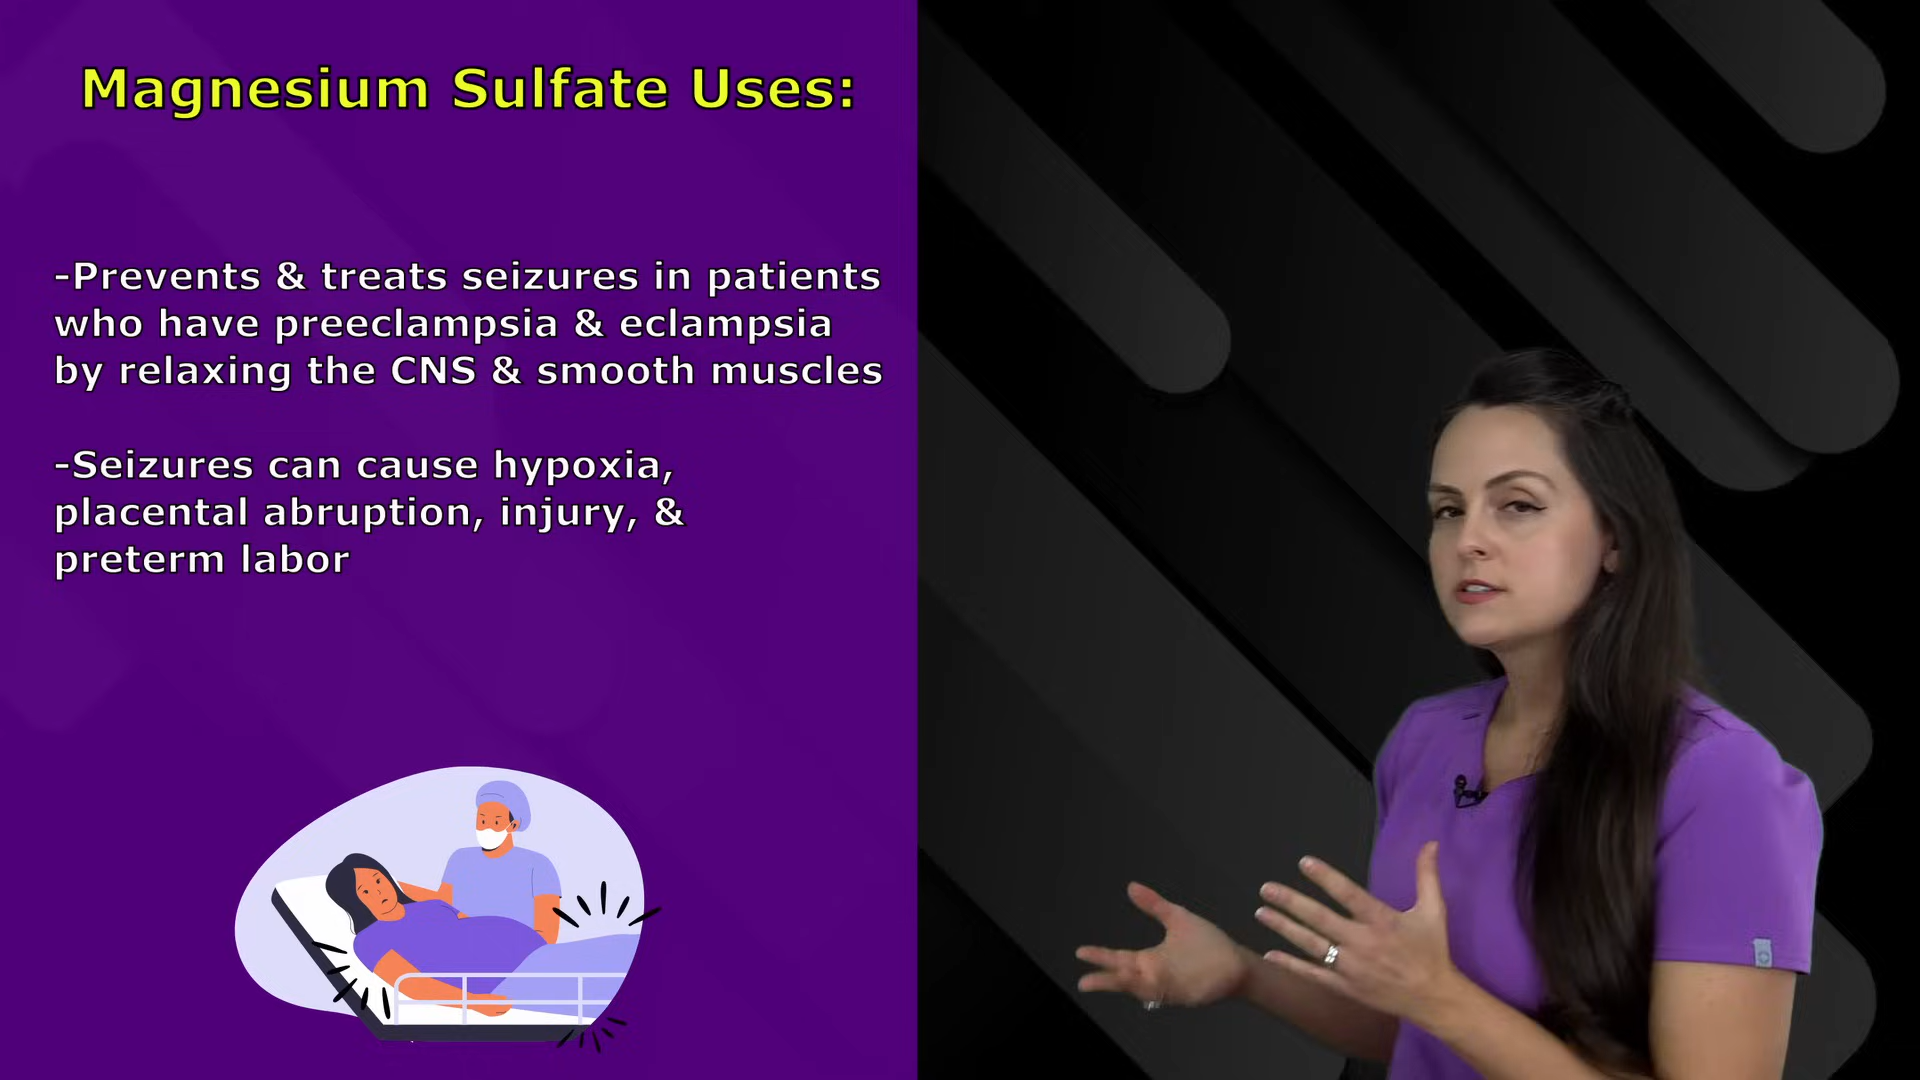 Magnesium Sulfate Uses:
-Prevents & treats seizures in patients
who have preeclampsia & eclampsia
by relaxing the CNS & smooth muscles
-Seizures can cause hypoxia,
placental abruption, injury, &
preterm labor